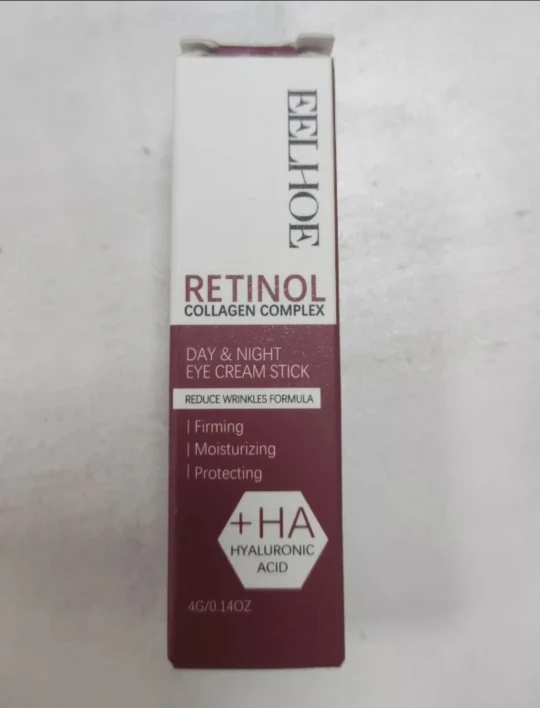 EELHOE
RETINOL
COLLAGEN COMPLEX
DAY & NIGHT
EYE CREAM STICK
REDUCE WRINKLES FORMULA
| Firming
| Moisturizing
| Protecting
+HA
HYALURONIC
ACID
4G/0.14OZ